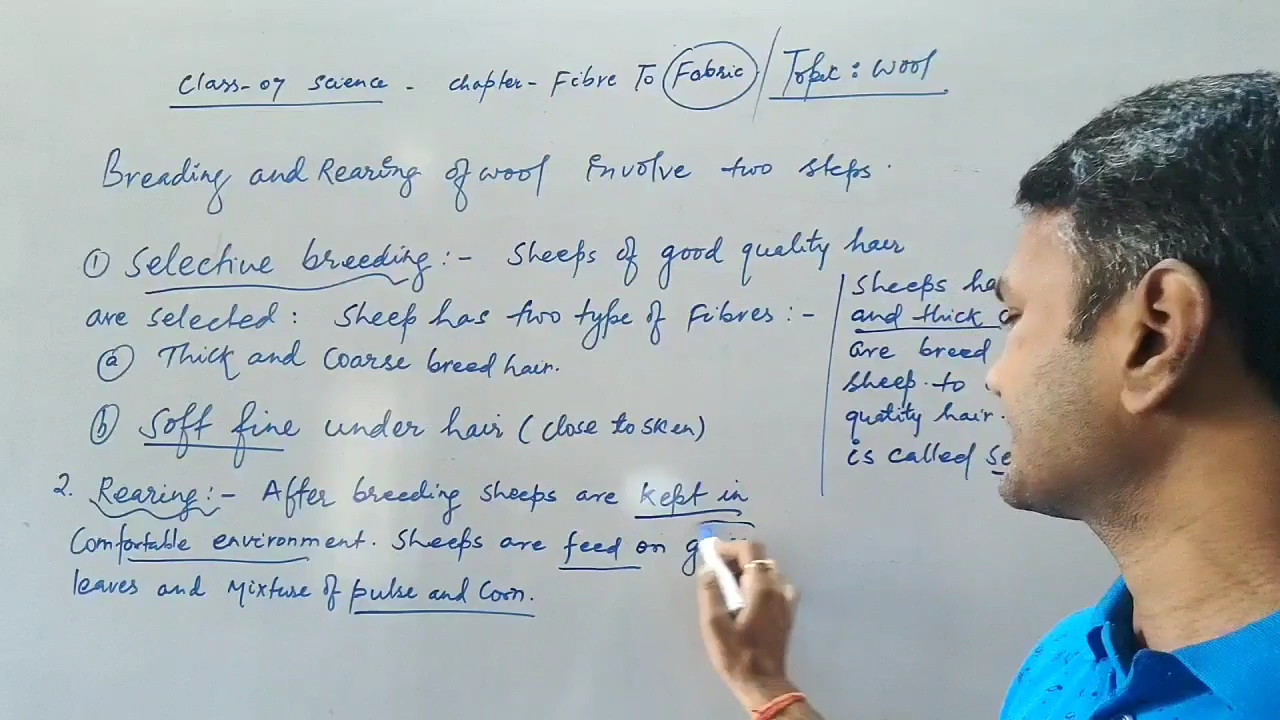 Class-07 Science - chapter- Fibre To Fabric / Topic : wool
Breading and Rearing of wool involve two steps.
① Selective breeding :- Sheeps of good quality hair
are selected : Sheep has two type of Fibres :-
ⓐ Thick and Coarse breed hair.
ⓑ Soft fine under hair ( close to sken)
2. Rearing :- After breeding sheeps are kept in
Comfortable environment. Sheeps are feed on
leaves and mixture of pulse and Corn.
Sheeps
and thick
are breed
sheep to
quality hair.
is called